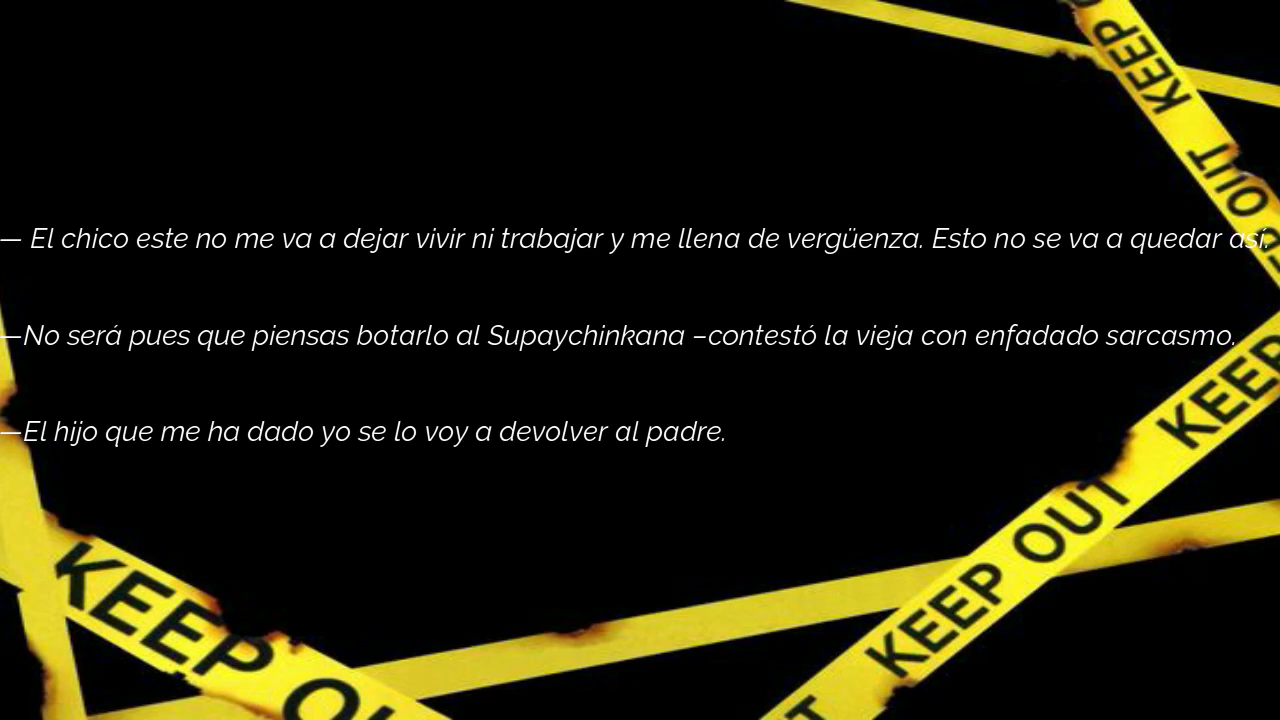 KEEP O
KEEP
OUT
— El chico este no me va a dejar vivir ni trabajar y me llena de vergüenza. Esto no se va a quedar así.
—No será pues que piensas botarlo al Supaychinkana –contestó la vieja con enfadado sarcasmo.
KEEP
—El hijo que me ha dado yo se lo voy a devolver al padre.
KEEP OUT
KEEP OU